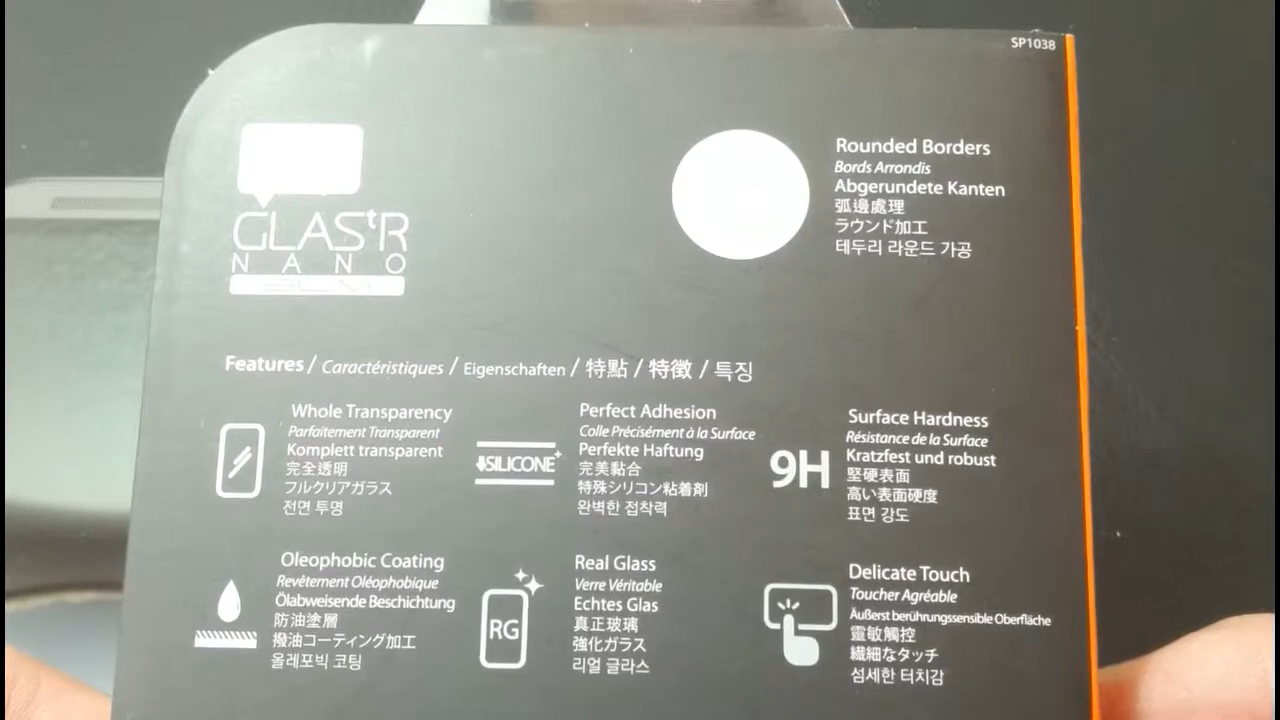 SP1038
GLAS.tR
NANO
SLIM
Rounded Borders
Bords Arrondis
Abgerundete Kanten
弧邊處理
ラウンド加工
테두리 라운드 가공
Features / Caractéristiques / Eigenschaften / 特點 / 特徴 / 특징
Whole Transparency
Parfaitement Transparent
Komplett transparent
完全透明
フルクリアガラス
전면 투명
SILICONE+
Perfect Adhesion
Colle Précisément à la Surface
Perfekte Haftung
完美黏合
特殊シリコン粘着剤
완벽한 접착력
9H
Surface Hardness
Résistance de la Surface
Kratzfest und robust
堅硬表面
高い表面硬度
표면 강도
Oleophobic Coating
Revêtement Oléophobique
Ölabweisende Beschichtung
防油塗層
撥油コーティング加工
올레포빅 코팅
RG
Real Glass
Verre Véritable
Echtes Glas
真正玻璃
強化ガラス
리얼 글라스
Delicate Touch
Toucher Agréable
Äußerst berührungssensible Oberfläche
靈敏觸控
繊細なタッチ
섬세한 터치감